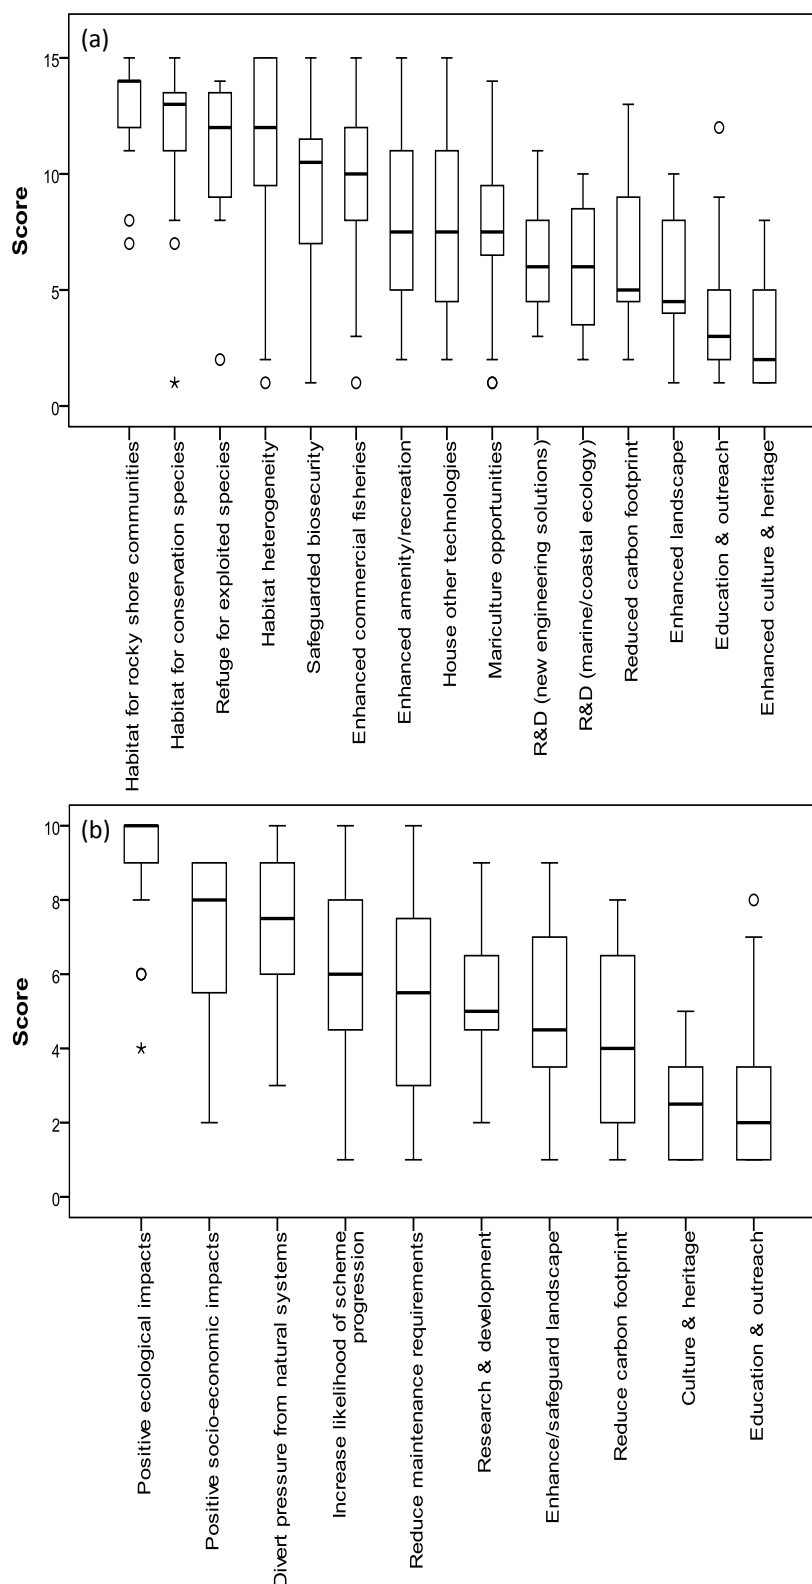 (a)
Score
15
10
5
0
Habitat for rocky shore communities
Habitat for conservation species
Refuge for exploited species
Habitat heterogeneity
Safeguarded biosecurity
Enhanced commercial fisheries
Enhanced amenity/recreation
House other technologies
Mariculture opportunities
R&D (new engineering solutions)
R&D (marine/coastal ecology)
Reduced carbon footprint
Enhanced landscape
Education & outreach
Enhanced culture & heritage
(b)
Score
10
8
6
4
2
0
Positive ecological impacts
Positive socio-economic impacts
Divert pressure from natural systems
Increase likelihood of scheme
progression
Reduce maintenance requirements
Research & development
Enhance/safeguard landscape
Reduce carbon footprint
Culture & heritage
Education & outreach